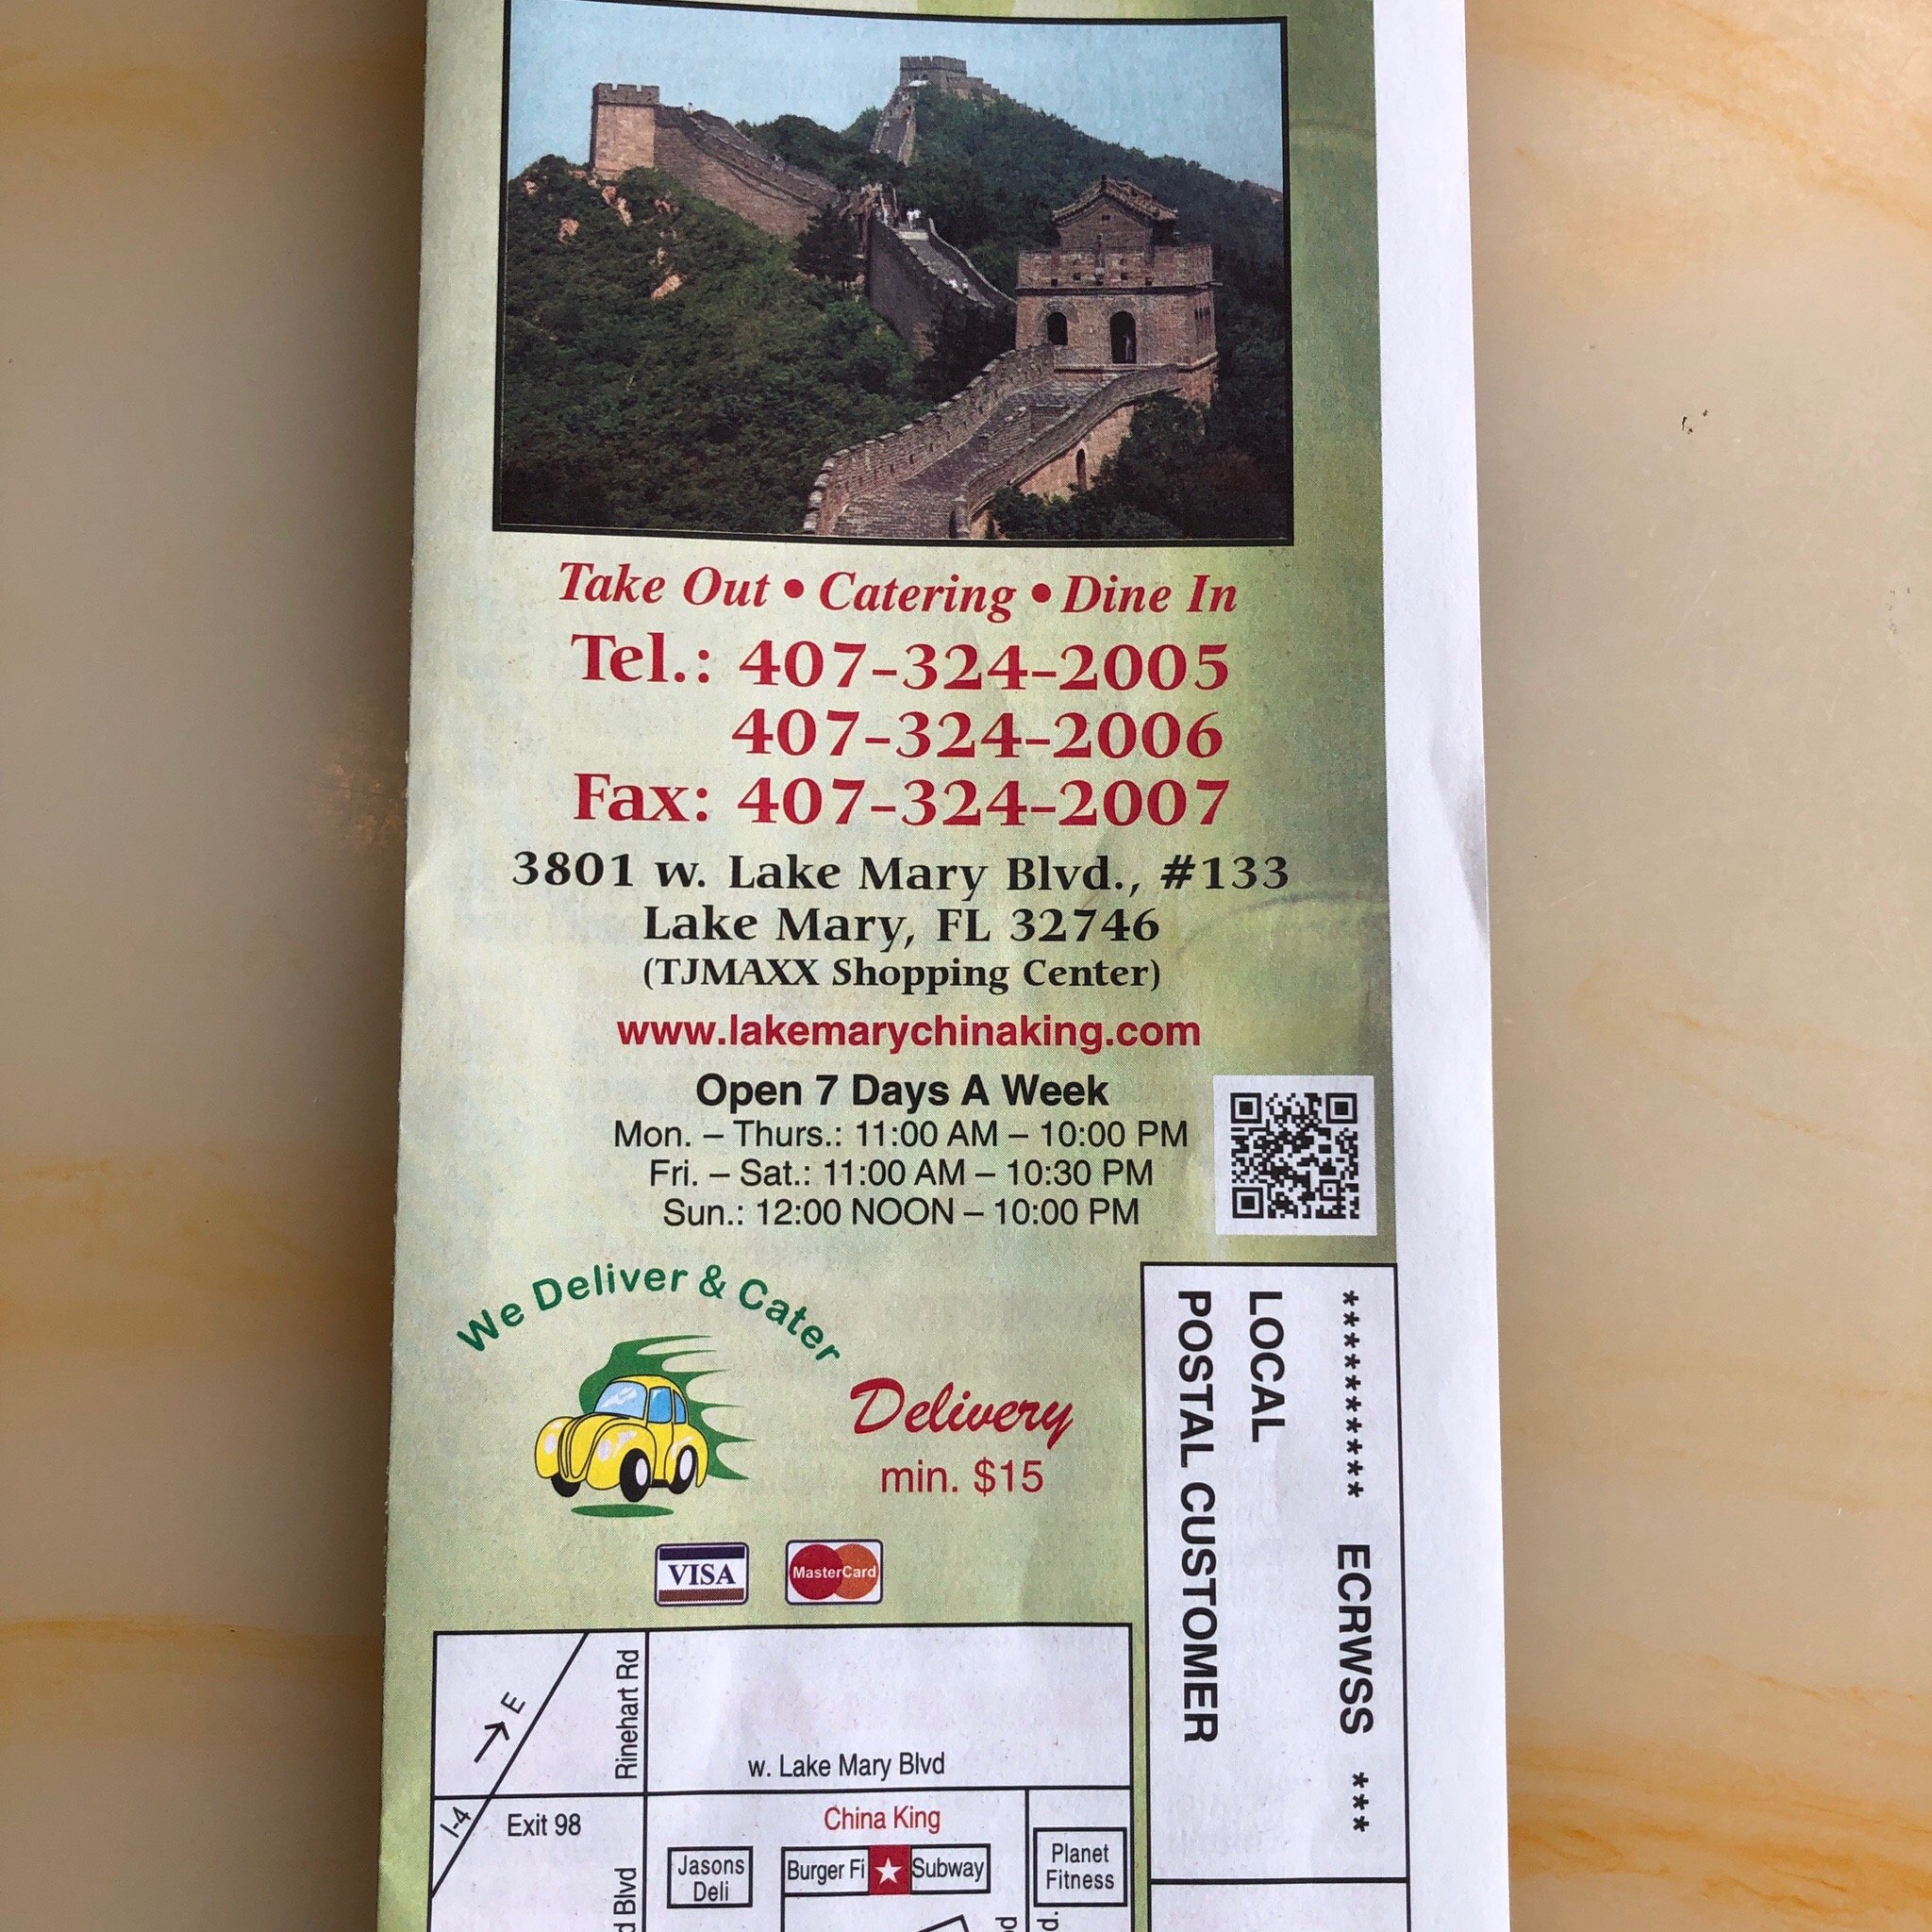 Take Out • Catering • Dine In
Tel.: 407-324-2005
407-324-2006
Fax: 407-324-2007
3801 w. Lake Mary Blvd., #133
Lake Mary, FL 32746
(TJMAXX Shopping Center)
www.lakemarychinaking.com
Open 7 Days A Week
Mon. – Thurs.: 11:00 AM – 10:00 PM
Fri. – Sat.: 11:00 AM – 10:30 PM
Sun.: 12:00 NOON – 10:00 PM
We Deliver & Cater
Delivery
min. $15
VISA
MasterCard
********** ECRWSS ***
LOCAL
POSTAL CUSTOMER
E
Rinehart Rd
w. Lake Mary Blvd
I-4
Exit 98
China King
Jasons
Deli
Burger Fi
Subway
Planet
Fitness
Blvd